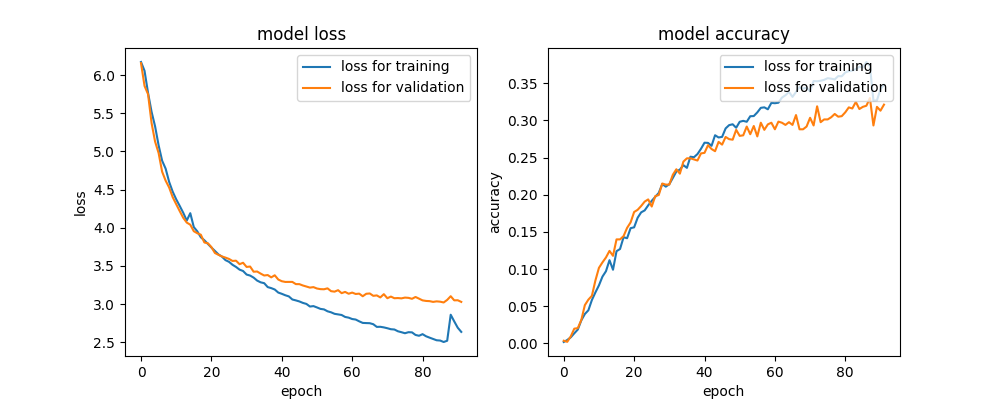 model loss
loss for training
loss for validation
6.0
5.5
5.0
4.5
4.0
3.5
3.0
2.5
loss
0
20
40
60
80
epoch
model accuracy
loss for training
loss for validation
0.35
0.30
0.25
0.20
0.15
0.10
0.05
0.00
accuracy
0
20
40
60
80
epoch